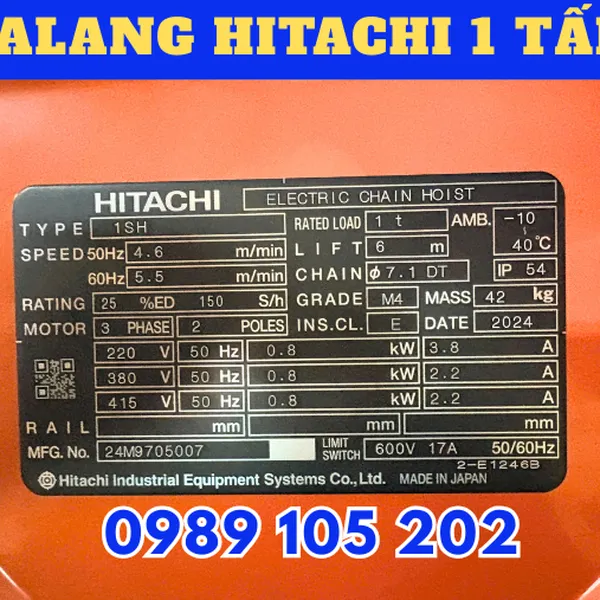 ALANG HITACHI 1 TẤ
HITACHI ELECTRIC CHAIN HOIST
TYPE 1SH RATED LOAD 1 t AMB. -10 ~ 40℃
SPEED 50Hz 4.6 m/min LIFT 6 m
60Hz 5.5 m/min CHAIN φ7.1 DT IP 54
RATING 25 %ED 150 S/h GRADE M4 MASS 42 kg
MOTOR 3 PHASE 2 POLES INS.CL. E DATE 2024
220 V 50 Hz 0.8 kW 3.8 A
380 V 50 Hz 0.8 kW 2.2 A
415 V 50 Hz 0.8 kW 2.2 A
RAIL mm mm mm
MFG. No. 24M9705007 LIMIT SWITCH 600V 17A 50/60Hz
2-E1246B
Hitachi Industrial Equipment Systems Co.,Ltd. MADE IN JAPAN
0989 105 202